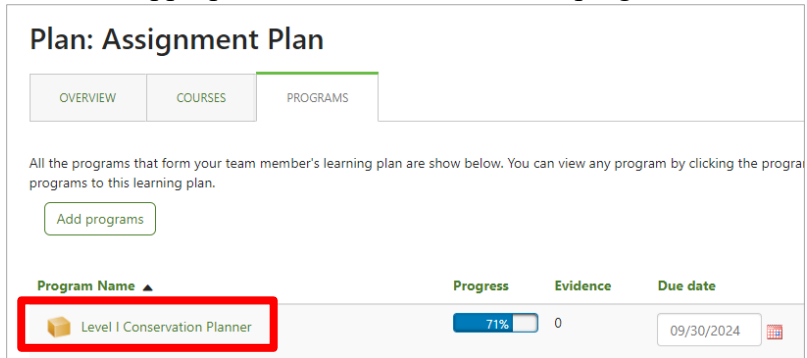 Plan: Assignment Plan
OVERVIEW COURSES PROGRAMS
All the programs that form your team member's learning plan are show below. You can view any program by clicking the
programs to this learning plan.
Add programs
Program Name Progress Evidence Due date
Level I Conservation Planner 71% 0 09/30/2024